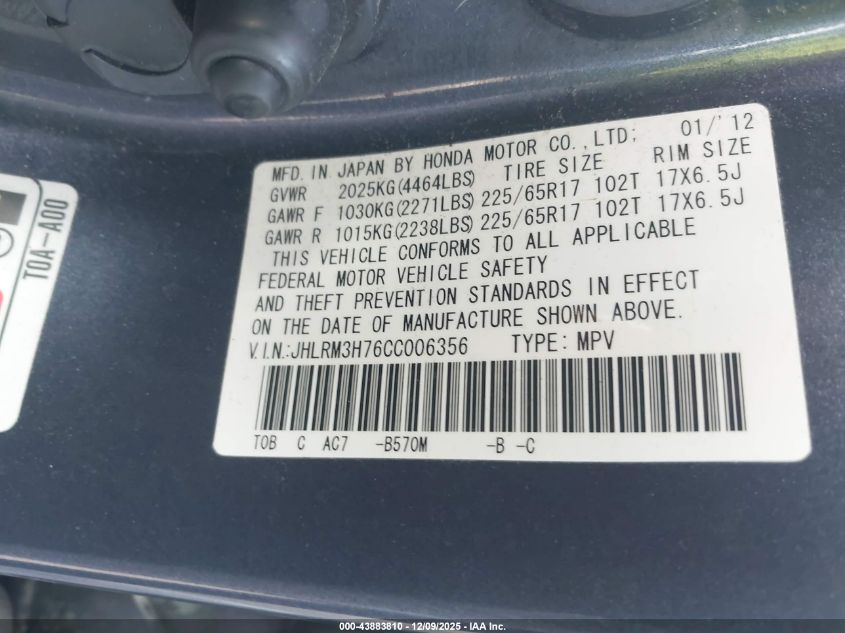 MFD. IN JAPAN BY HONDA MOTOR CO.,LTD; 01/'12
GVWR 2025KG(4464LBS) TIRE SIZE RIM SIZE
GAWR F 1030KG(2271LBS) 225/65R17 102T 17X6.5J
GAWR R 1015KG(2238LBS) 225/65R17 102T 17X6.5J
THIS VEHICLE CONFORMS TO ALL APPLICABLE
FEDERAL MOTOR VEHICLE SAFETY
AND THEFT PREVENTION STANDARDS IN EFFECT
ON THE DATE OF MANUFACTURE SHOWN ABOVE.
V.I.N.:JHLRM3H76CC006356 TYPE: MPV
T0B C AC7 -B570M -B -C
T0A-A00
000-43883810 - 12/09/2025 - IAA Inc.